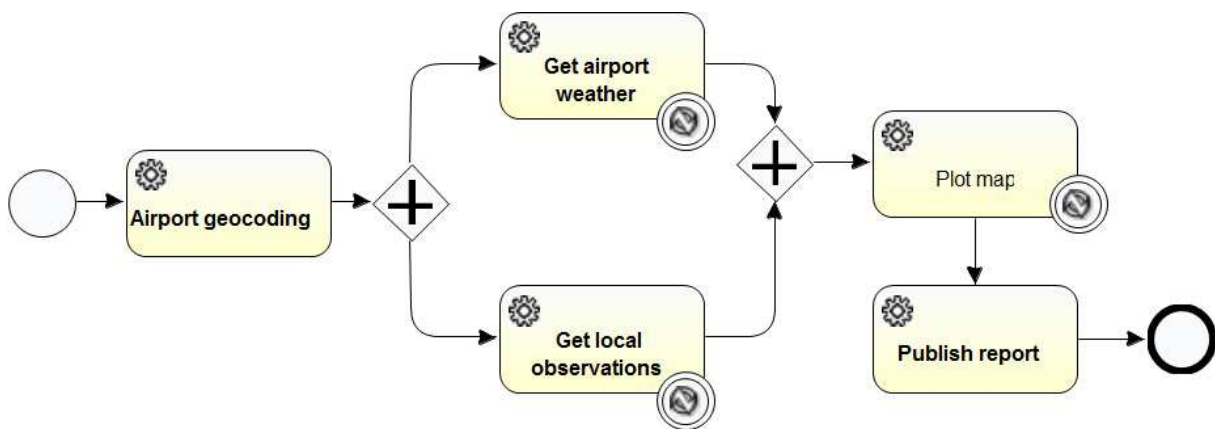 Airport geocoding
Get airport
weather
Get local
observations
Plot map
Publish report